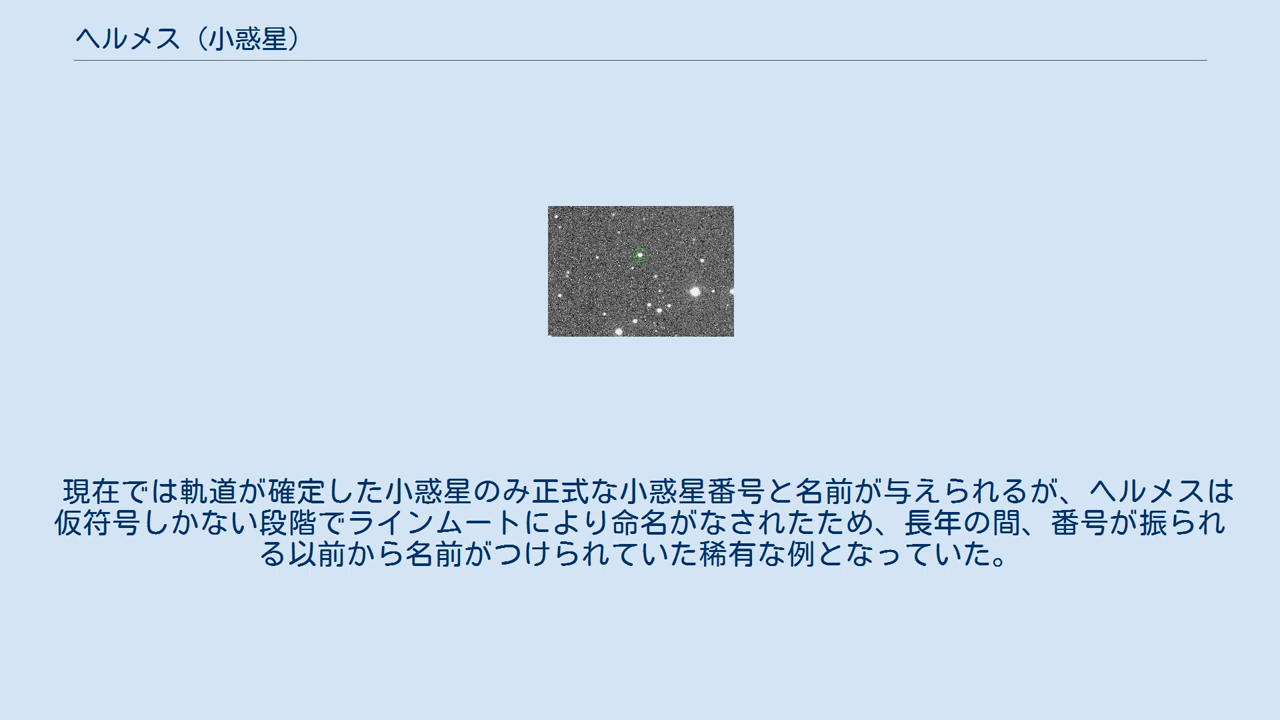 ヘルメス（小惑星）
現在では軌道が確定した小惑星のみ正式な小惑星番号と名前が与えられるが、ヘルメスは
仮符号しかない段階でラインムートにより命名がなされたため、長年の間、番号が振られ
る以前から名前がつけられていた稀有な例となっていた。